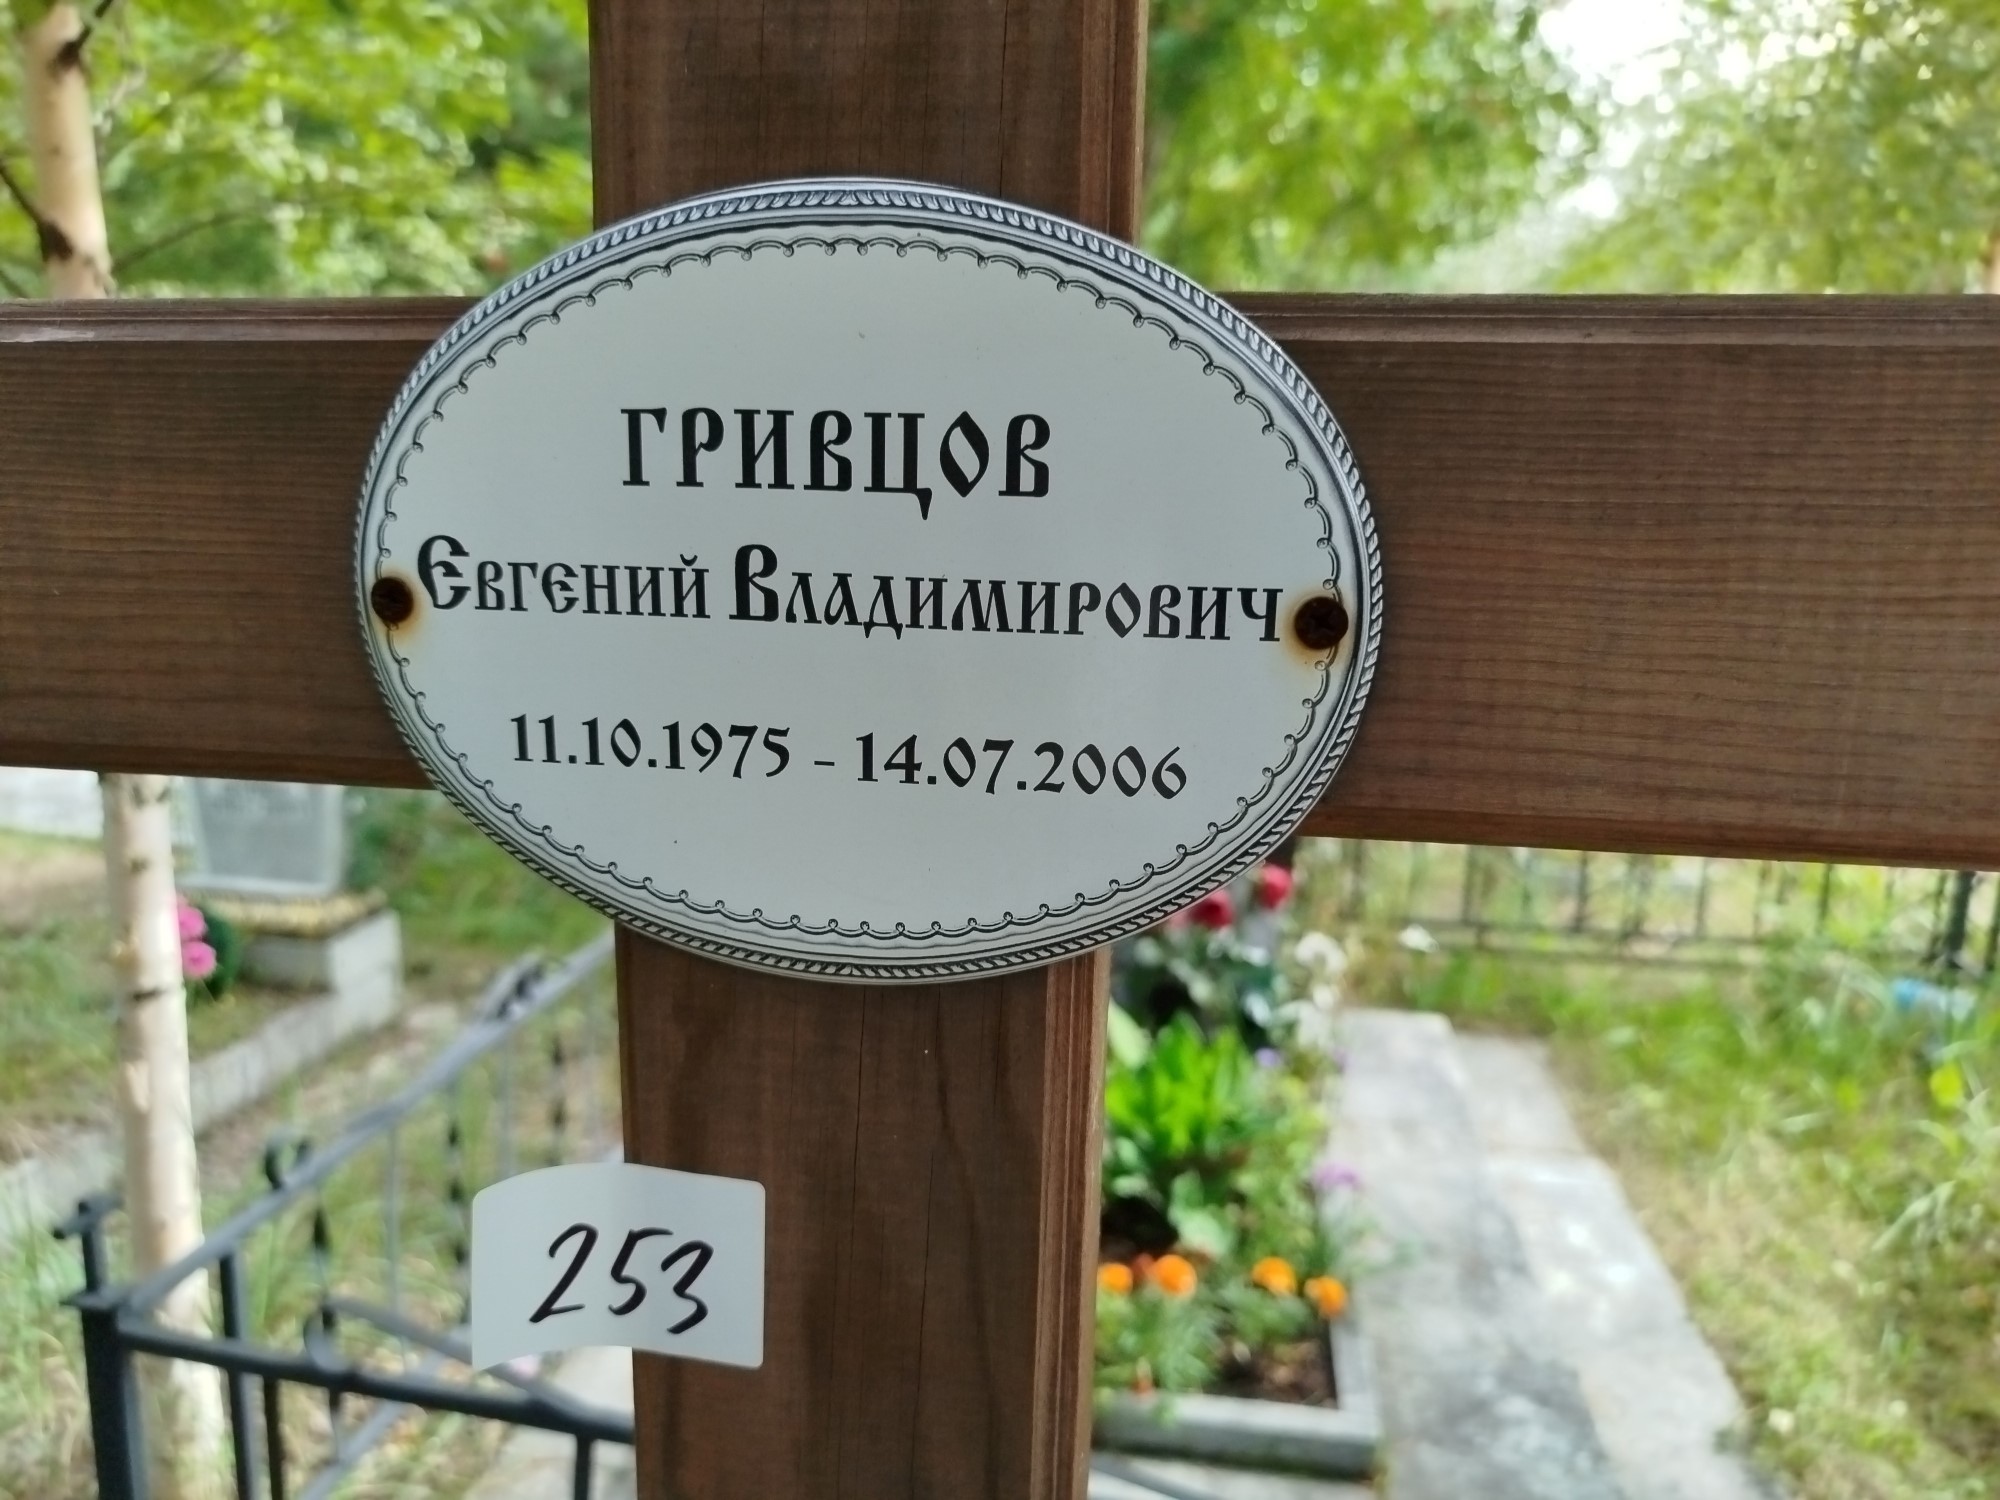 ГРИВЦОВ
Евгений Владимирович
11.10.1975 - 14.07.2006
253